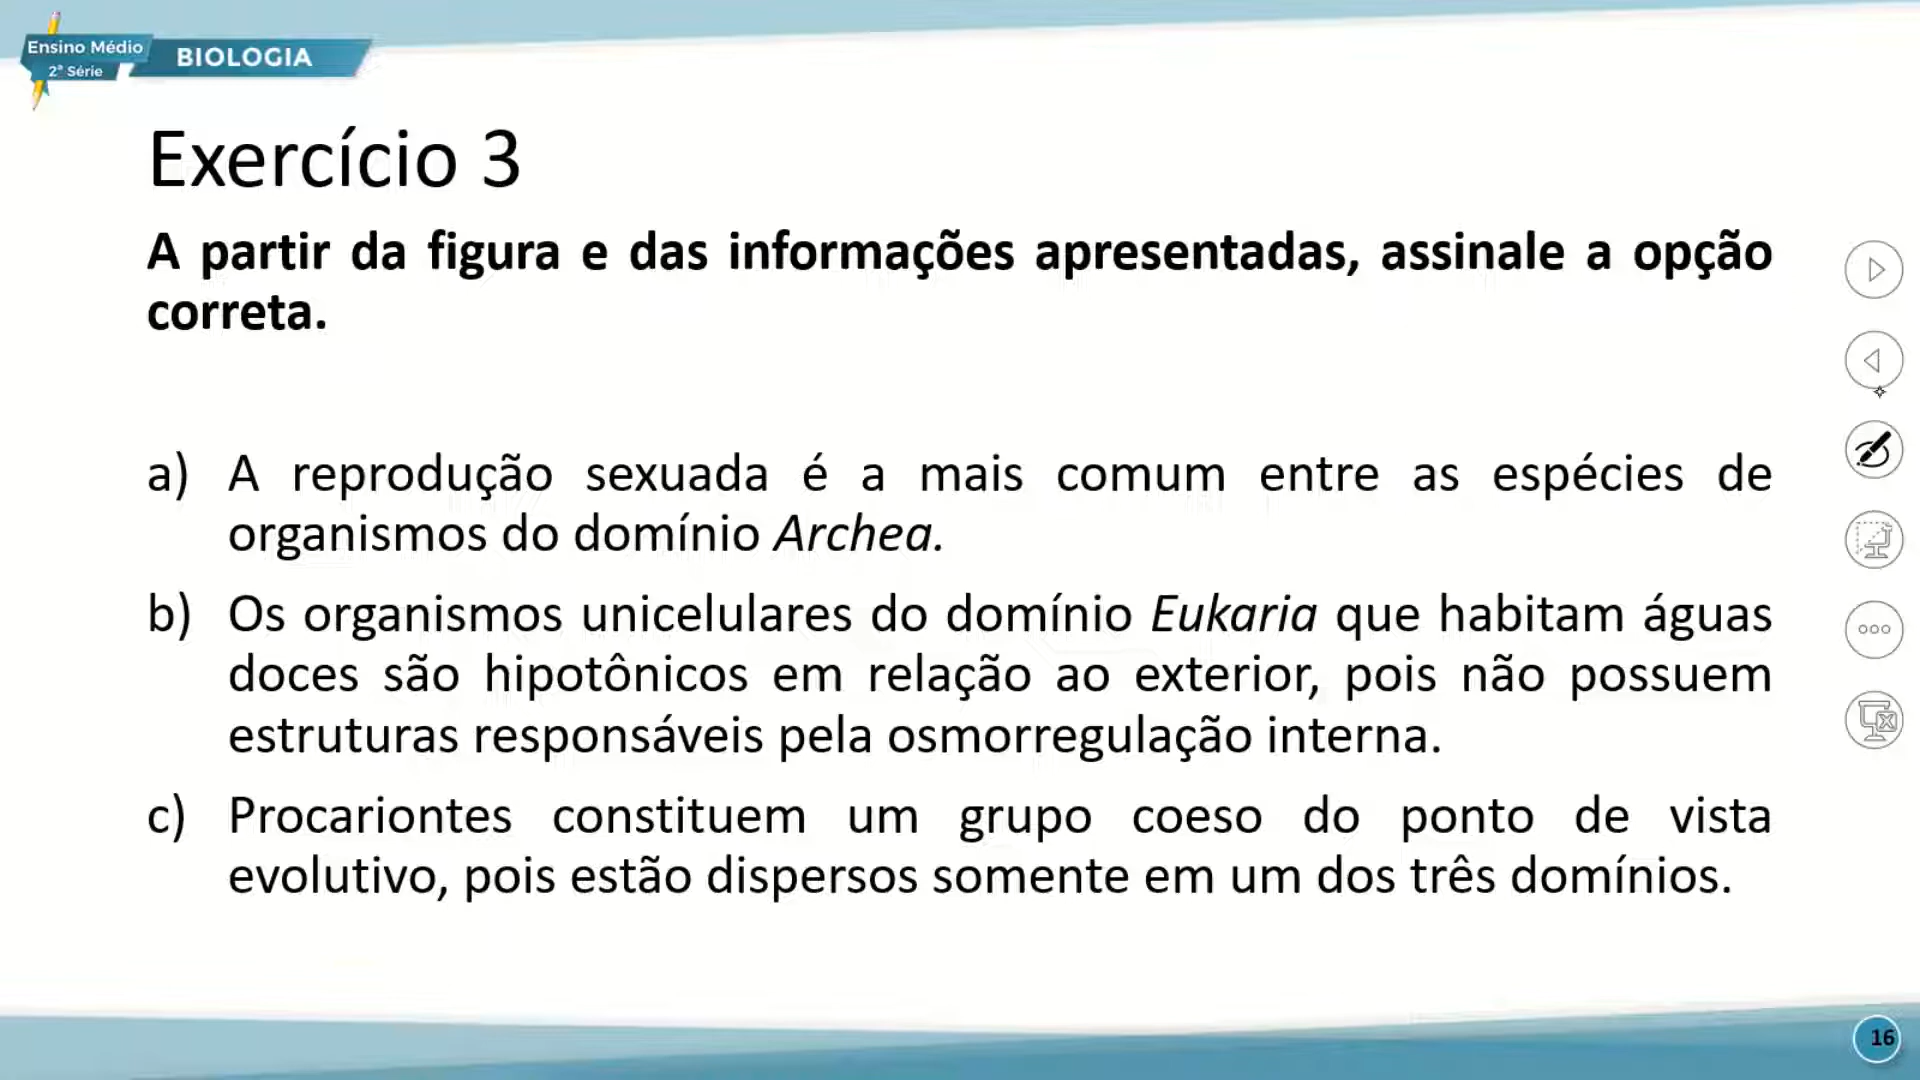 Ensino Médio
2ª Série
BIOLOGIA
Exercício 3
A partir da figura e das informações apresentadas, assinale a opção
correta.
a) A reprodução sexuada é a mais comum entre as espécies de
organismos do domínio Archea.
b) Os organismos unicelulares do domínio Eukaria que habitam águas
doces são hipotônicos em relação ao exterior, pois não possuem
estruturas responsáveis pela osmorregulação interna.
c) Procariontes constituem um grupo coeso do ponto de vista
evolutivo, pois estão dispersos somente em um dos três domínios.
16